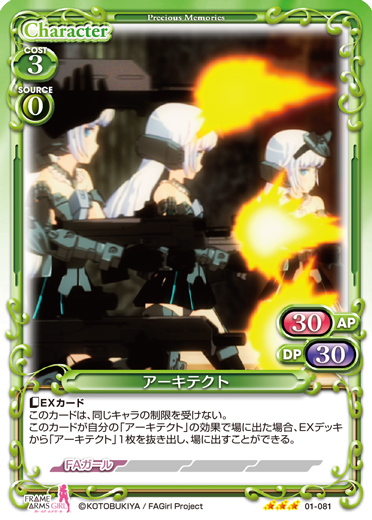 Precious Memories
Character
COST
3
SOURCE
0
30 AP
DP 30
アーキテクト
EXカード
このカードは、同じキャラの制限を受けない。
このカードが自分の「アーキテクト」の効果で場に出た場合、EXデッキ
から「アーキテクト」1枚を抜き出し、場に出すことができる。
FAガール
FRAME
ARMS GIRL
©KOTOBUKIYA / FAGirl Project
01-081